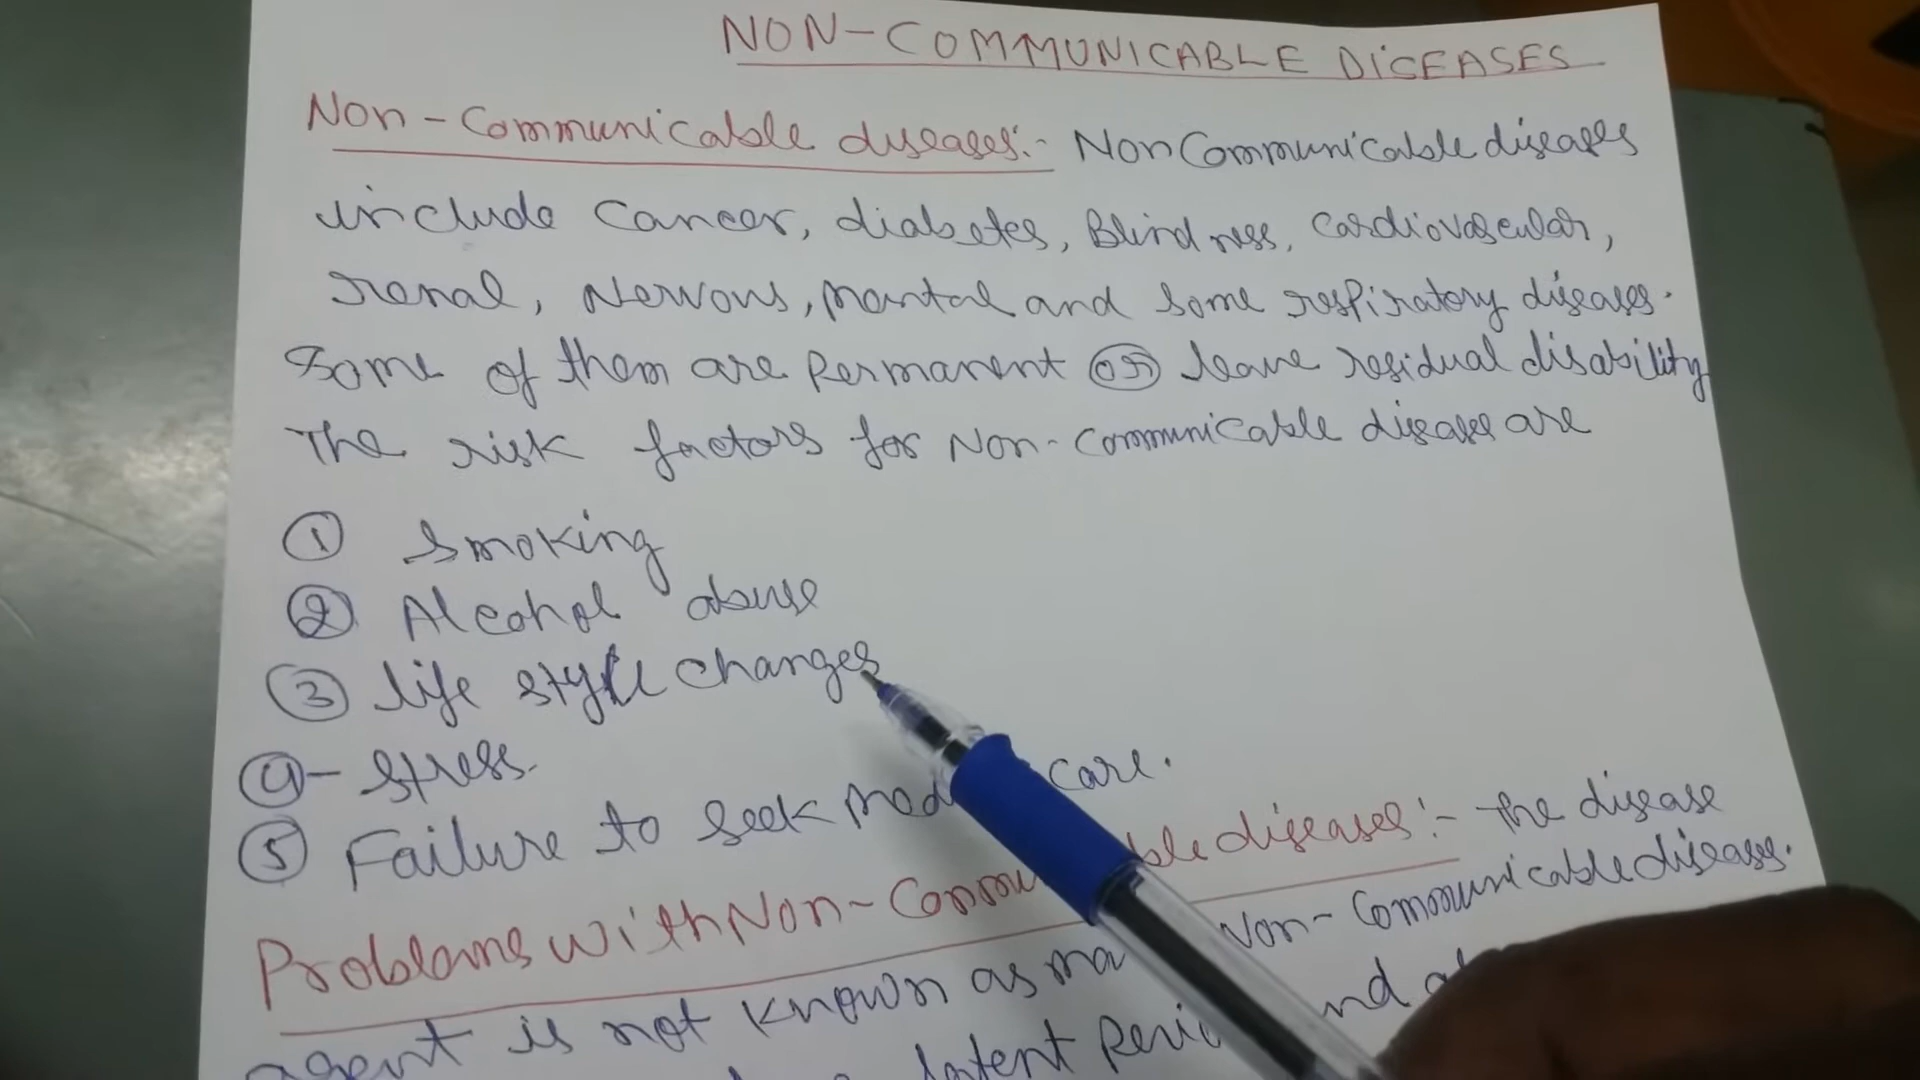 NON-COMMUNICABLE DISEASES
Non-Communicable diseases:- NonCommunicable diseases
include Cancer, diabetes, Blindness, Cardiovascular,
renal, Nervous, mental and some respiratory diseases.
Some of them are Permanent or leave residual disability
The risk factors for Non-Communicable diseases are
① Smoking
② Alcohol abuse
③ life style changes
④- Stress.
⑤ Failure to seek care.
Problems with Non- diseases:- The disease
agent is not known as Non-Communicable diseases.
latent